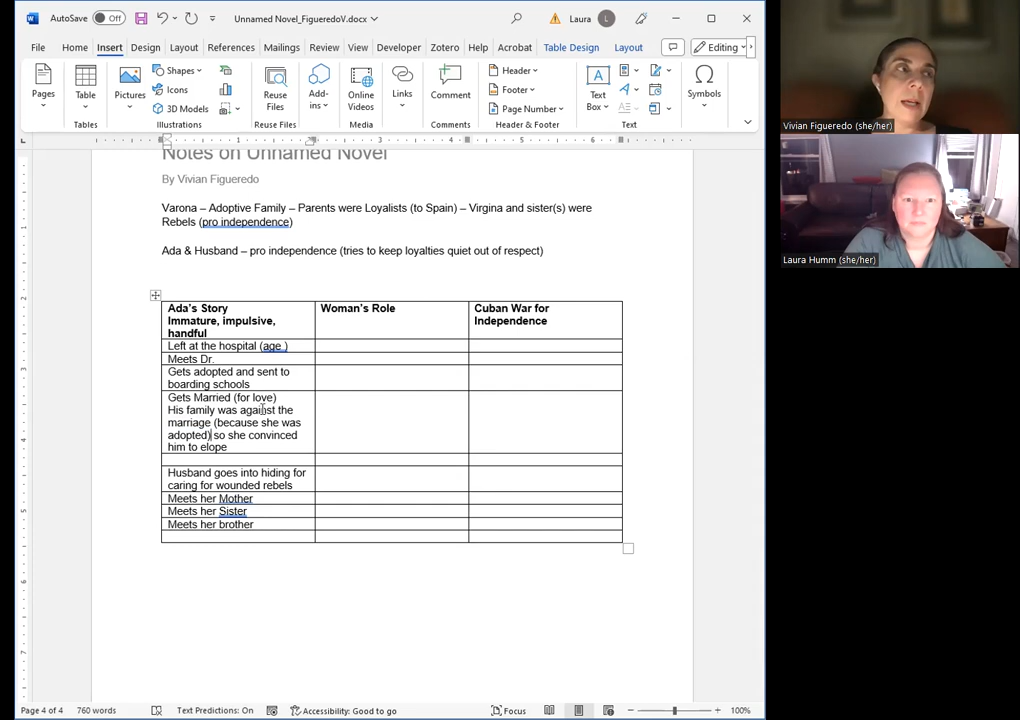 AutoSave Off Unnamed Novel_FigueredoV.docx Laura L
File Home Insert Design Layout References Mailings Review View Developer Zotero Help Acrobat Table Design Layout Editing
Pages
Table
Tables
Pictures
Shapes
Icons
3D Models
Illustrations
Reuse
Files
Reuse Files
Add-
ins
Online
Videos
Media
Links
Comment
Comments
Header
Footer
Page Number
Header & Footer
Text
Box
Text
Symbols
Notes on Unnamed Novel
By Vivian Figueredo
Varona – Adoptive Family – Parents were Loyalists (to Spain) – Virgina and sister(s) were
Rebels (pro independence)
Ada & Husband – pro independence (tries to keep loyalties quiet out of respect)
Ada's Story
Immature, impulsive,
handful
Woman's Role
Cuban War for
Independence
Left at the hospital (age )
Meets Dr.
Gets adopted and sent to
boarding schools
Gets Married (for love)
His family was against the
marriage (because she was
adopted) so she convinced
him to elope
Husband goes into hiding for
caring for wounded rebels
Meets her Mother
Meets her Sister
Meets her brother
Page 4 of 4 760 words Text Predictions: On Accessibility: Good to go Focus 100%
Vivian Figueredo (she/her)
Laura Humm (she/her)